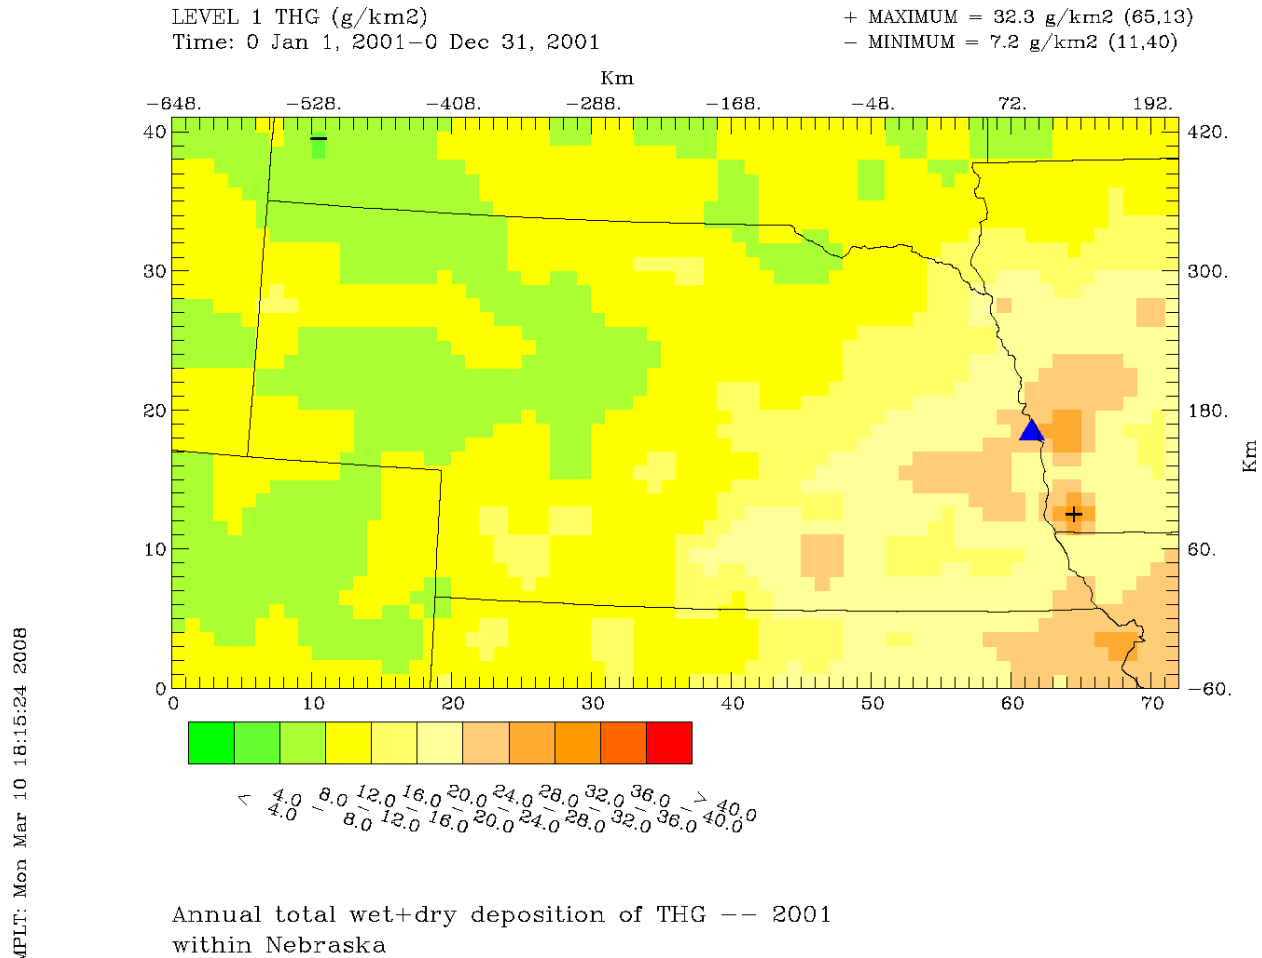 LEVEL 1 THG (g/km2)
Time: 0 Jan 1, 2001-0 Dec 31, 2001
+ MAXIMUM = 32.3 g/km2 (65,13)
- MINIMUM = 7.2 g/km2 (11,40)
Km
-648. -528. -408. -288. -168. -48. 72. 192.
40 420.
30 300.
20 180.
Km
10 60.
0 -60.
0 10 20 30 40 50 60 70
< 4.0
4.0 - 8.0
8.0 - 12.0
12.0 - 16.0
16.0 - 20.0
20.0 - 24.0
24.0 - 28.0
28.0 - 32.0
32.0 - 36.0
36.0 - 40.0
> 40.0
MPLT: Mon Mar 10 18:15:24 2008
Annual total wet+dry deposition of THG -- 2001
within Nebraska